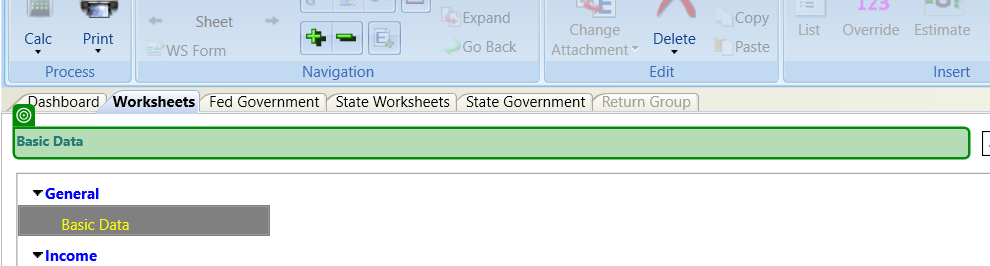 123
Sheet
Expand
Copy
Calc
Print
WS Form
Go Back
Change
Attachment
Delete
Paste
List
Override
Estimate
Process
Navigation
Edit
Insert
Dashboard
Worksheets
Fed Government
State Worksheets
State Government
Return Group
Basic Data
General
Basic Data
Income